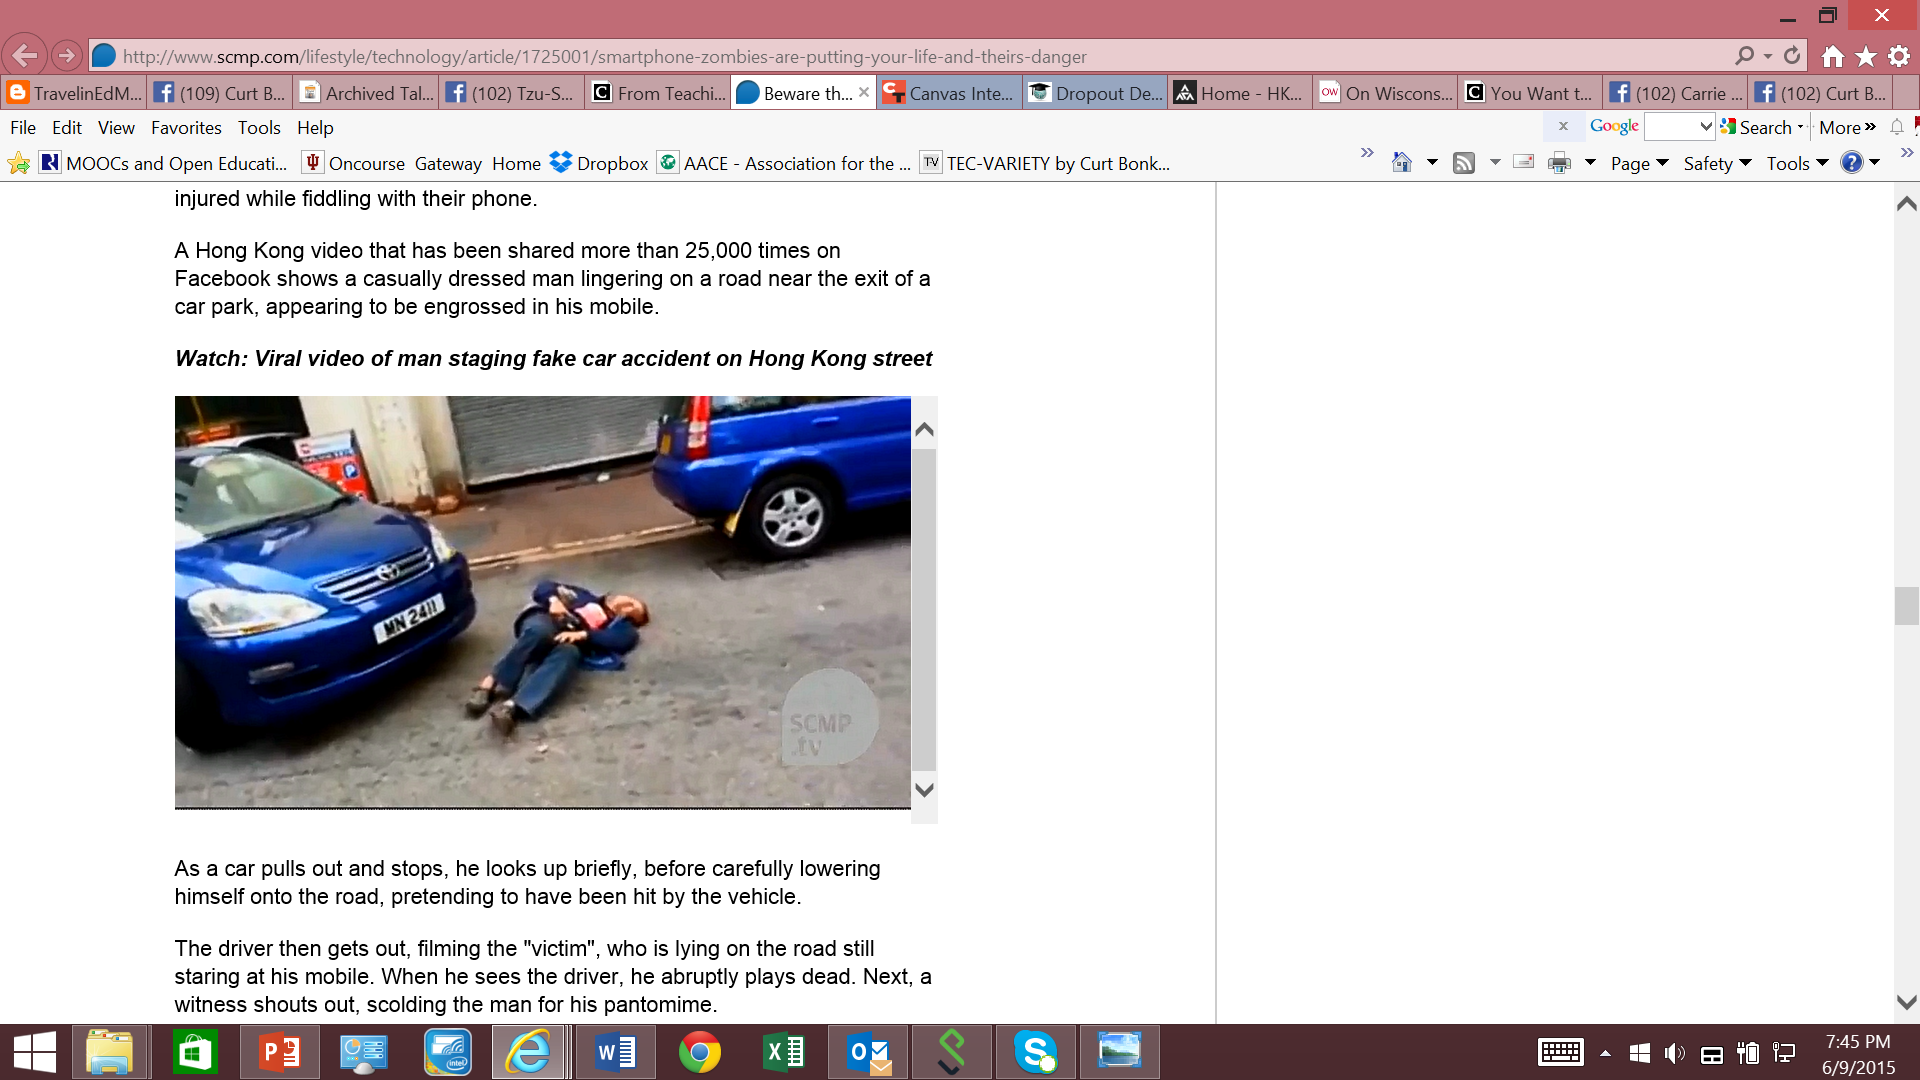 http://www.scmp.com/lifestyle/technology/article/1725001/smartphone-zombies-are-putting-your-life-and-theirs-danger
TravelinEdM... (109) Curt B... Archived Tal... (102) Tzu-S... From Teachi... Beware th... Canvas Inte... Dropout De... Home - HK... On Wiscons... You Want t... (102) Carrie ... (102) Curt B...
File Edit View Favorites Tools Help
Google Search More
MOOCs and Open Educati... Oncourse Gateway Home Dropbox AACE - Association for the ... TEC-VARIETY by Curt Bonk...
Page Safety Tools
injured while fiddling with their phone.
A Hong Kong video that has been shared more than 25,000 times on
Facebook shows a casually dressed man lingering on a road near the exit of a
car park, appearing to be engrossed in his mobile.
Watch: Viral video of man staging fake car accident on Hong Kong street
MN 2411
SCMP
.tv
As a car pulls out and stops, he looks up briefly, before carefully lowering
himself onto the road, pretending to have been hit by the vehicle.
The driver then gets out, filming the "victim", who is lying on the road still
staring at his mobile. When he sees the driver, he abruptly plays dead. Next, a
witness shouts out, scolding the man for his pantomime.
7:45 PM
6/9/2015